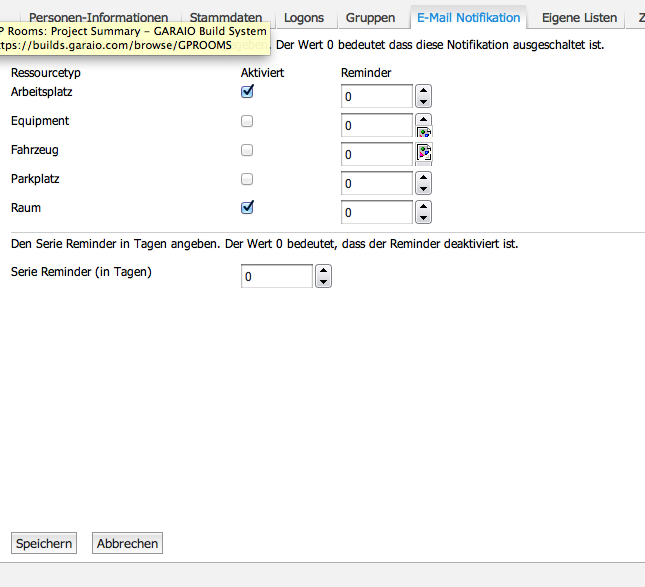 Personen-Informationen Stammdaten Logons Gruppen E-Mail Notifikation Eigene Listen
P Rooms: Project Summary – GARAIO Build System
ttps://builds.garaio.com/browse/GPROOMS
Der Wert 0 bedeutet dass diese Notifikation ausgeschaltet ist.
Ressourcetyp Aktiviert Reminder
Arbeitsplatz 0
Equipment 0
Fahrzeug 0
Parkplatz 0
Raum 0
Den Serie Reminder in Tagen angeben. Der Wert 0 bedeutet, dass der Reminder deaktiviert ist.
Serie Reminder (in Tagen) 0
Speichern Abbrechen